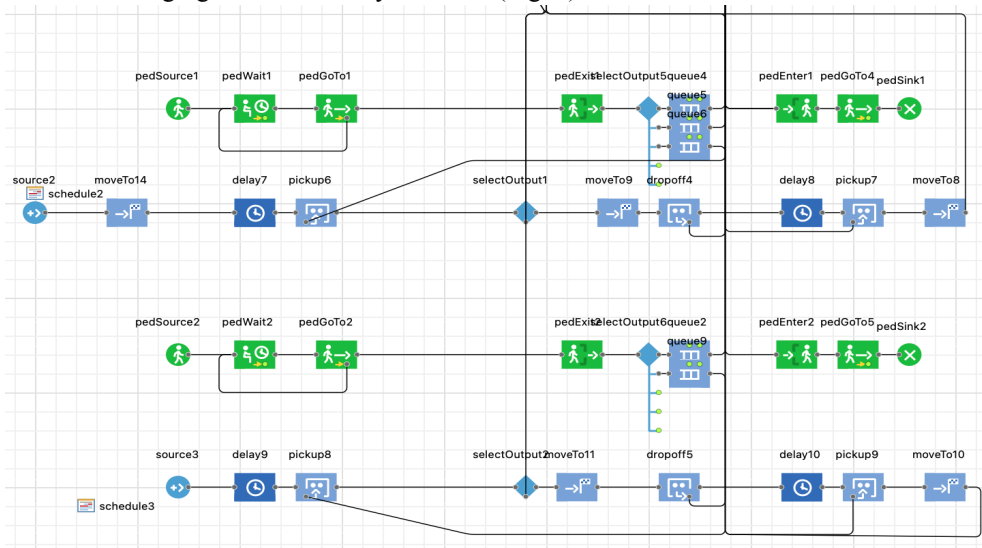 pedSource1 pedWait1 pedGoTo1 pedExit1 selectOutput5 queue4 pedEnter1 pedGoTo4 pedSink1
queue5
queue6
source2 moveTo14 delay7 pickup6 selectOutput1 moveTo9 dropoff4 delay8 pickup7 moveTo8
schedule2
pedSource2 pedWait2 pedGoTo2 pedExit2 selectOutput6 queue2 pedEnter2 pedGoTo5 pedSink2
queue9
source3 delay9 pickup8 selectOutput2 moveTo11 dropoff5 delay10 pickup9 moveTo10
schedule3